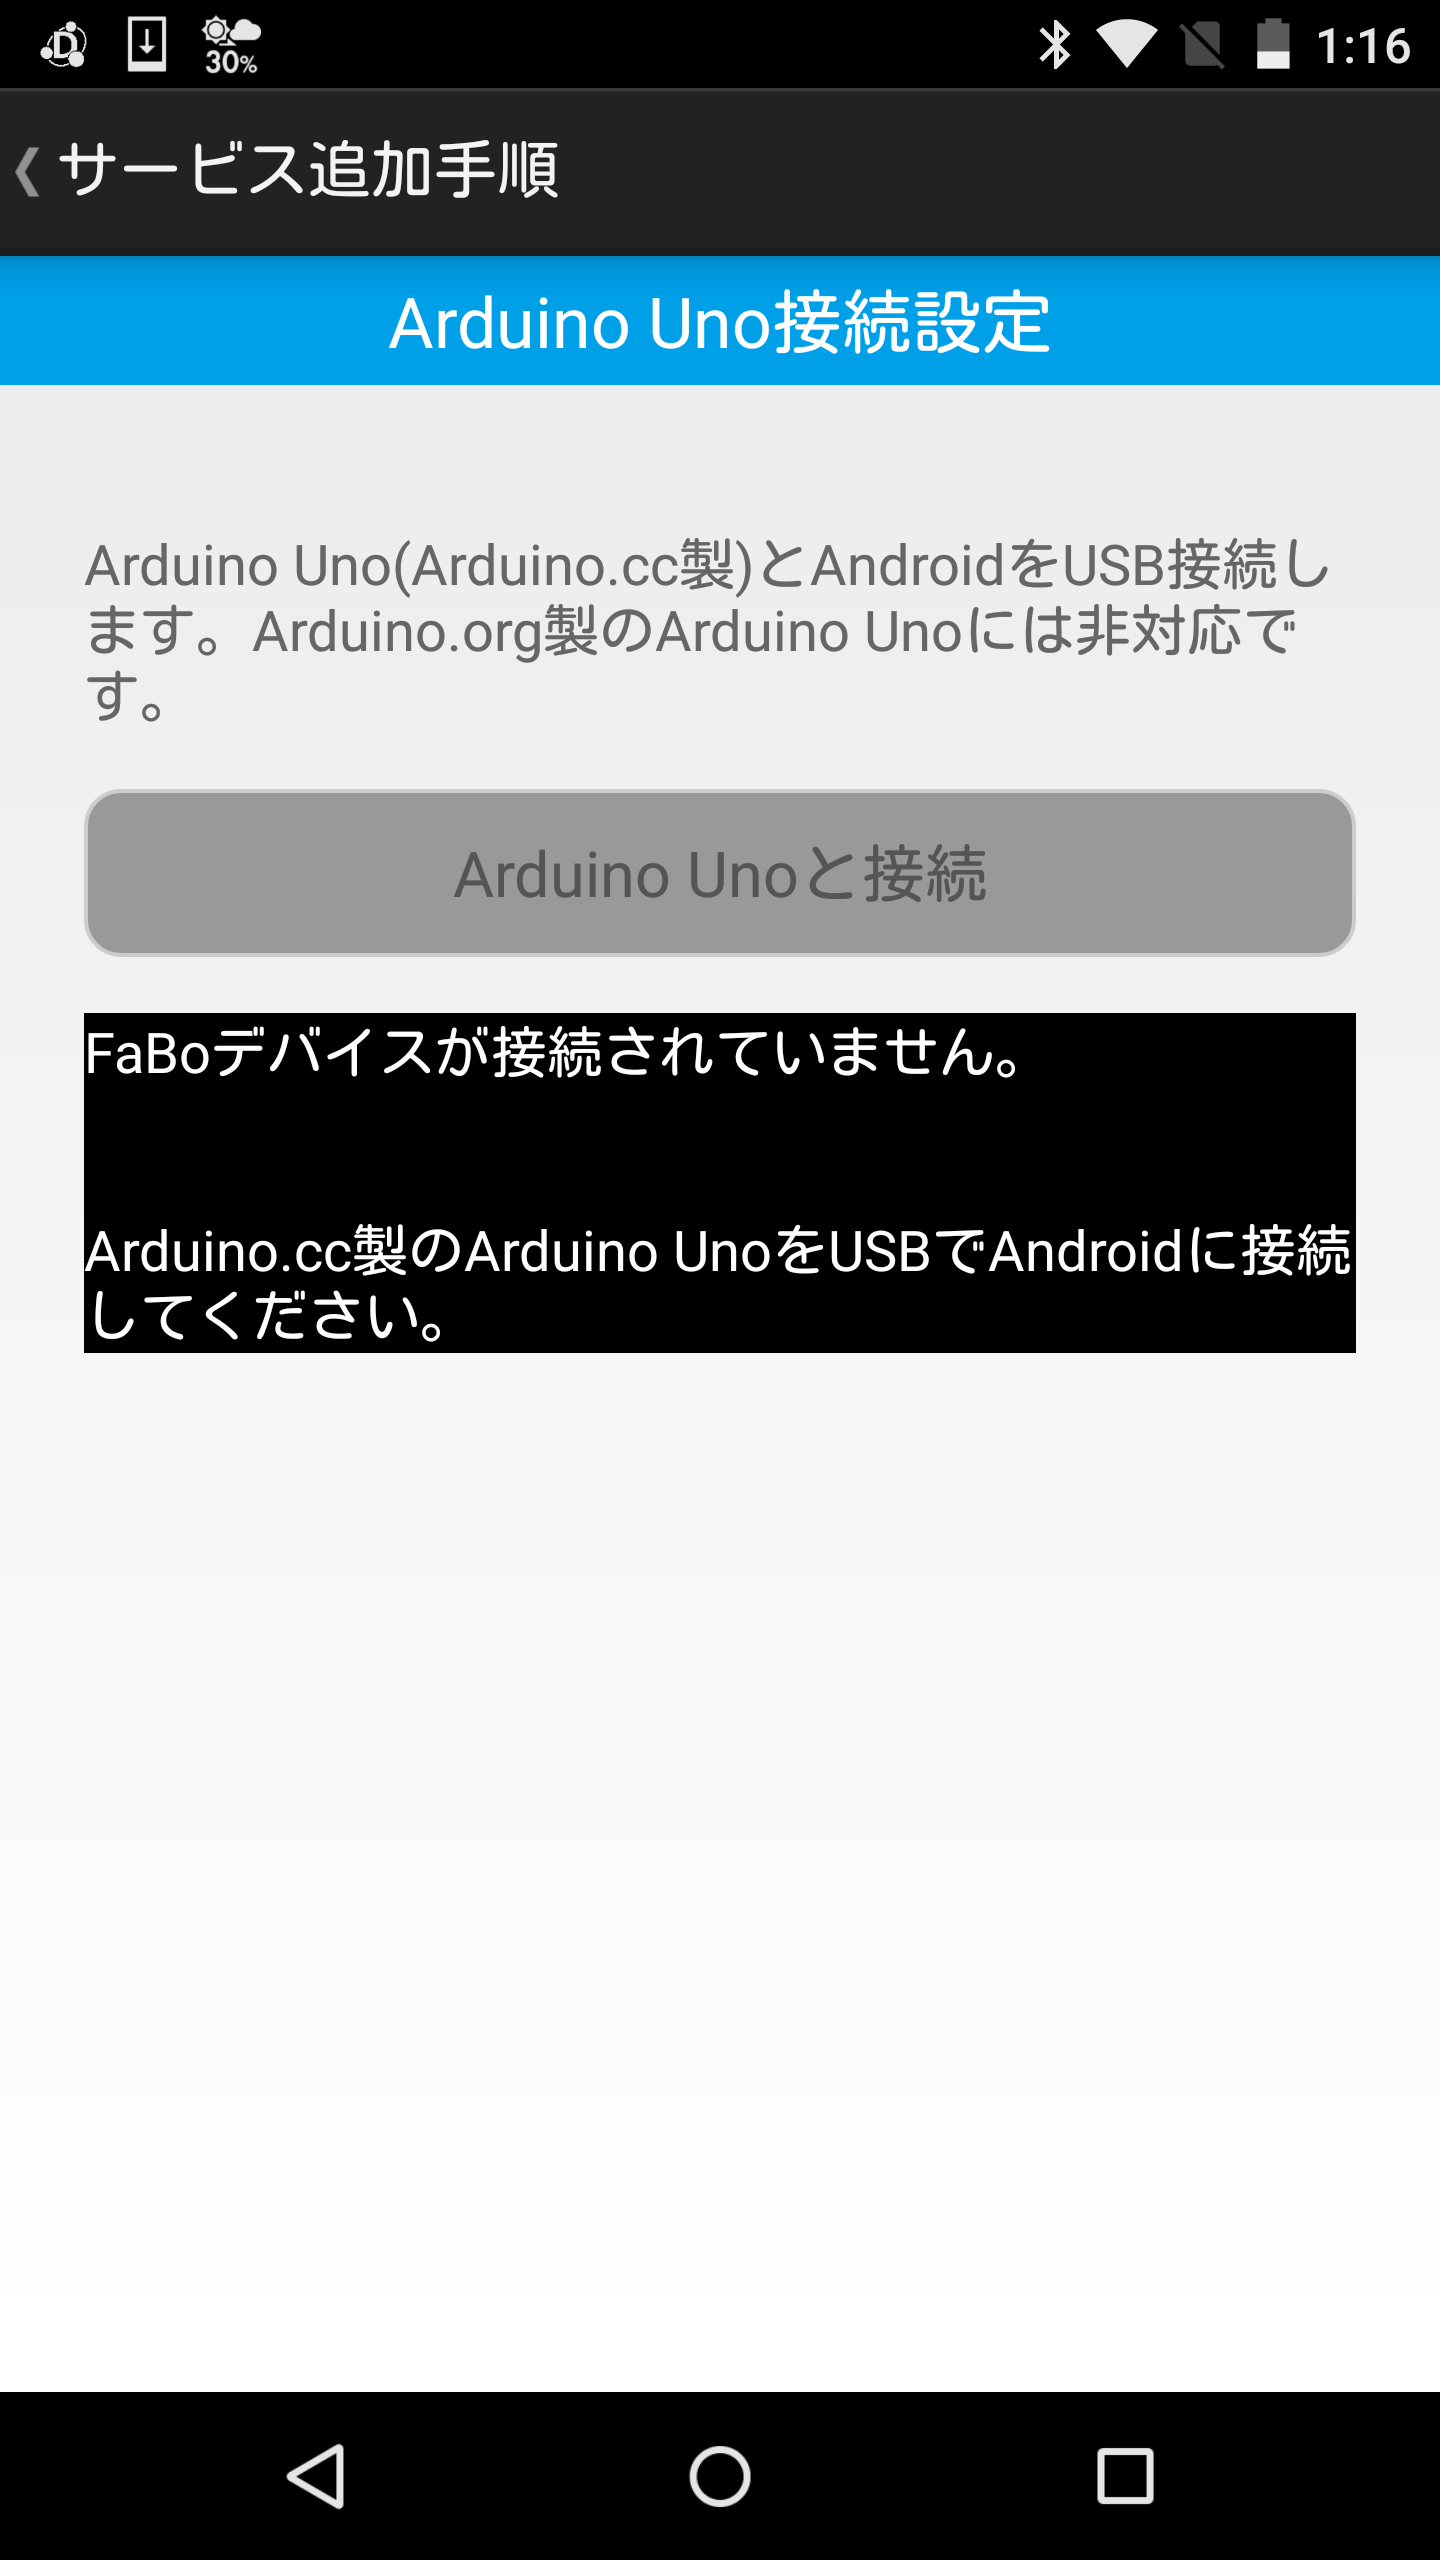 D
30%
1:16
サービス追加手順
Arduino Uno接続設定
Arduino Uno(Arduino.cc製)とAndroidをUSB接続し
ます。Arduino.org製のArduino Unoには非対応で
す。
Arduino Unoと接続
FaBoデバイスが接続されていません。
Arduino.cc製のArduino UnoをUSBでAndroidに接続
してください。